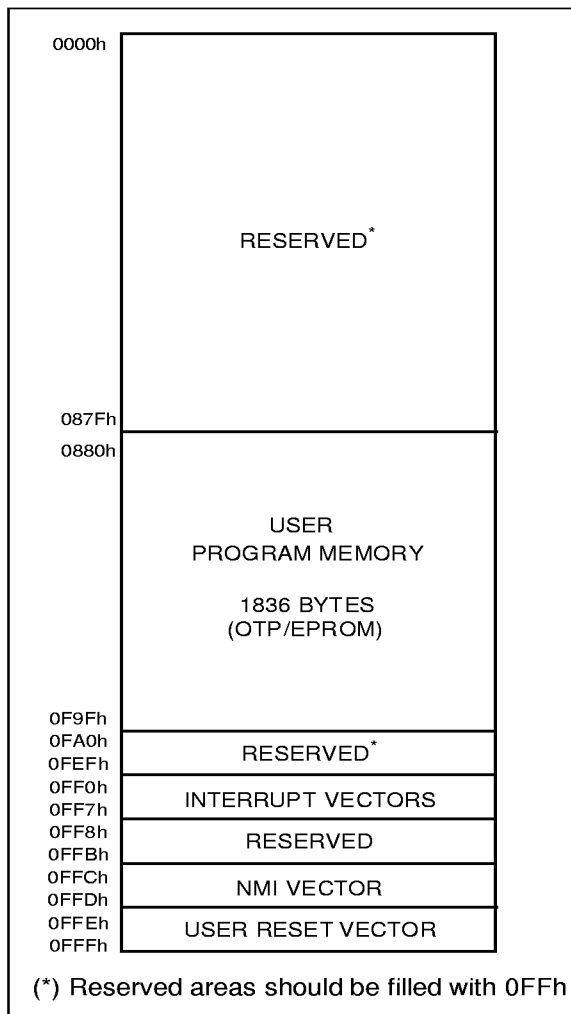 0000h
RESERVED*
087Fh
0880h
USER
PROGRAM MEMORY
1836 BYTES
(OTP/EPROM)
0F9Fh
0FA0h
RESERVED*
0FEFh
0FF0h
INTERRUPT VECTORS
0FF7h
0FF8h
RESERVED
0FFBh
0FFCh
NMI VECTOR
0FFDh
0FFEh
USER RESET VECTOR
0FFFh
(*) Reserved areas should be filled with 0FFh